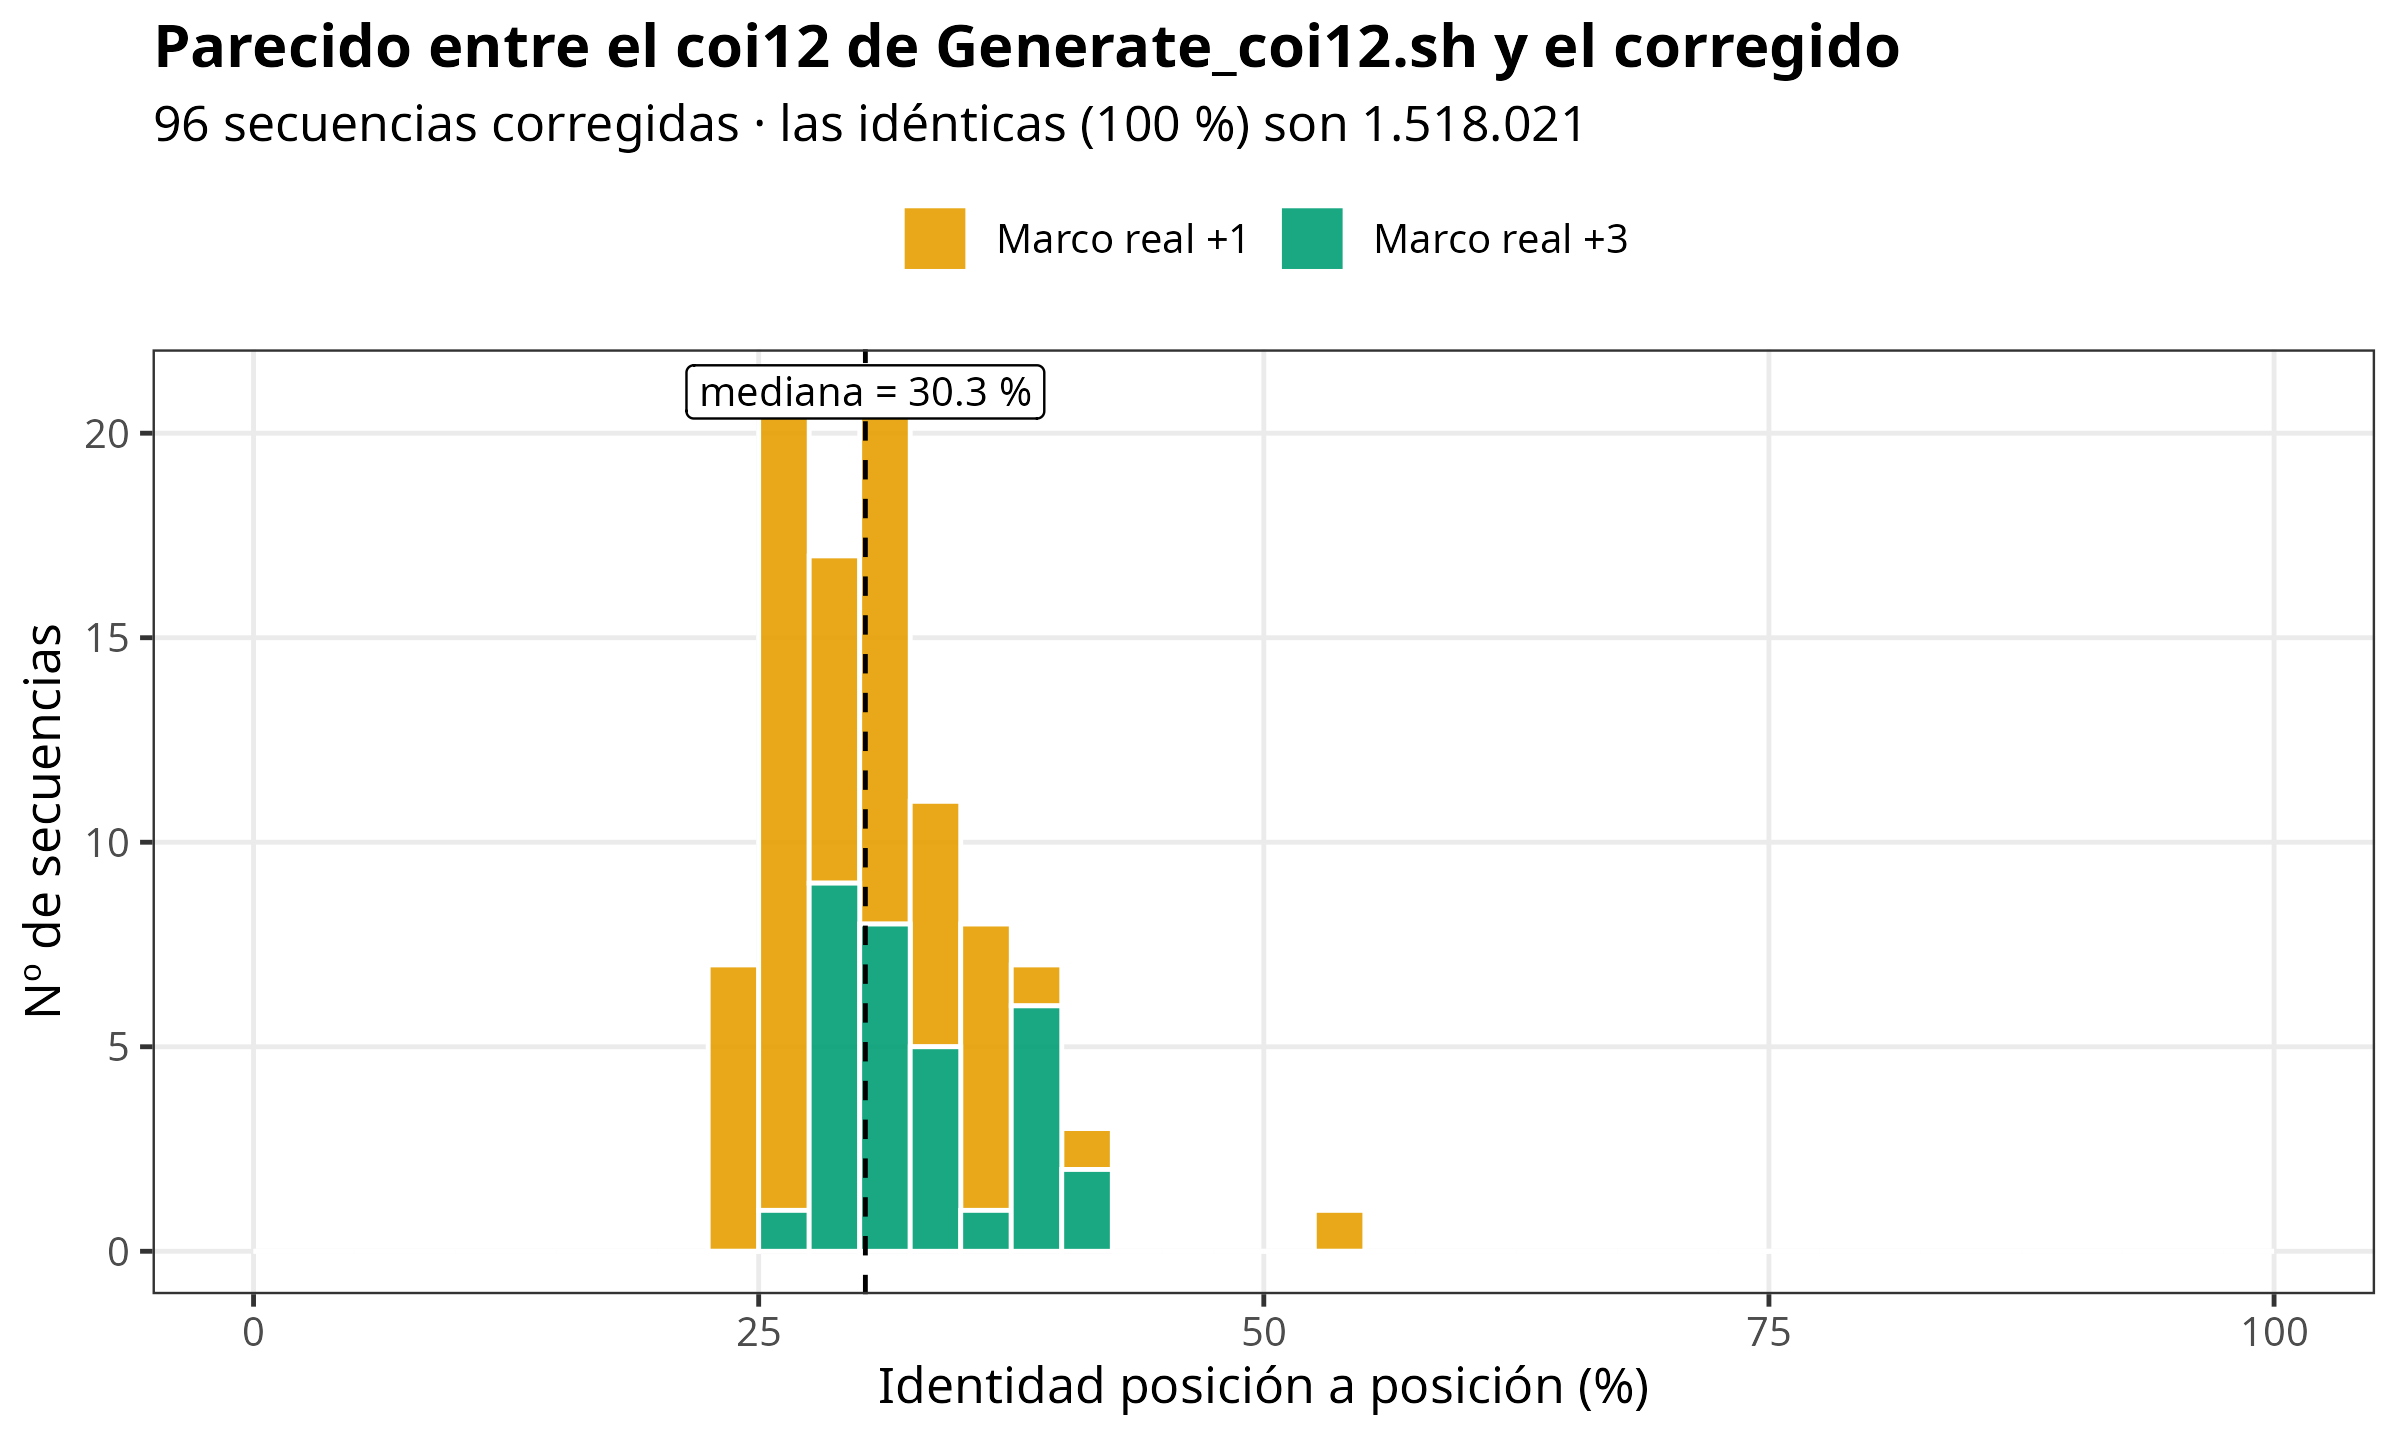 Parecido entre el coi12 de Generate_coi12.sh y el corregido
96 secuencias corregidas · las idénticas (100 %) son 1.518.021
Marco real +1 Marco real +3
mediana = 30.3 %
Nº de secuencias
20
15
10
5
0
0 25 50 75 100
Identidad posición a posición (%)